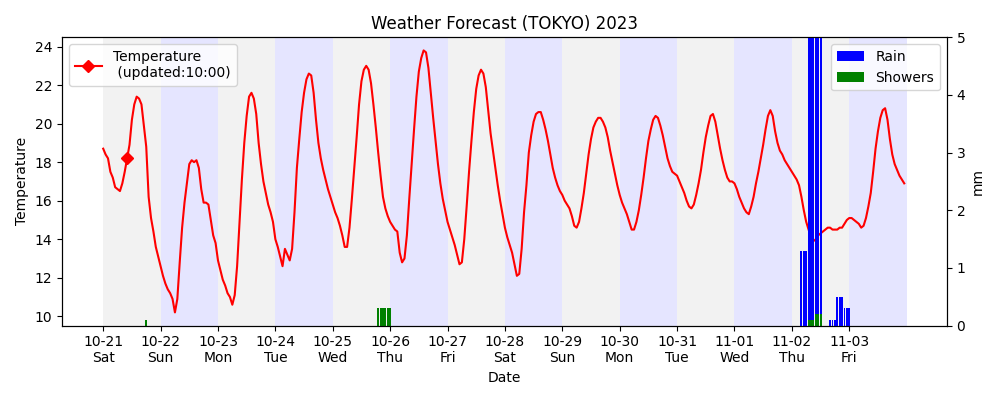 Weather Forecast (TOKYO) 2023
Temperature
(updated:10:00)
Rain
Showers
24
22
20
18
16
14
12
10
Temperature
5
4
3
2
1
0
mm
10-21 10-22 10-23 10-24 10-25 10-26 10-27 10-28 10-29 10-30 10-31 11-01 11-02 11-03
Sat Sun Mon Tue Wed Thu Fri Sat Sun Mon Tue Wed Thu Fri
Date